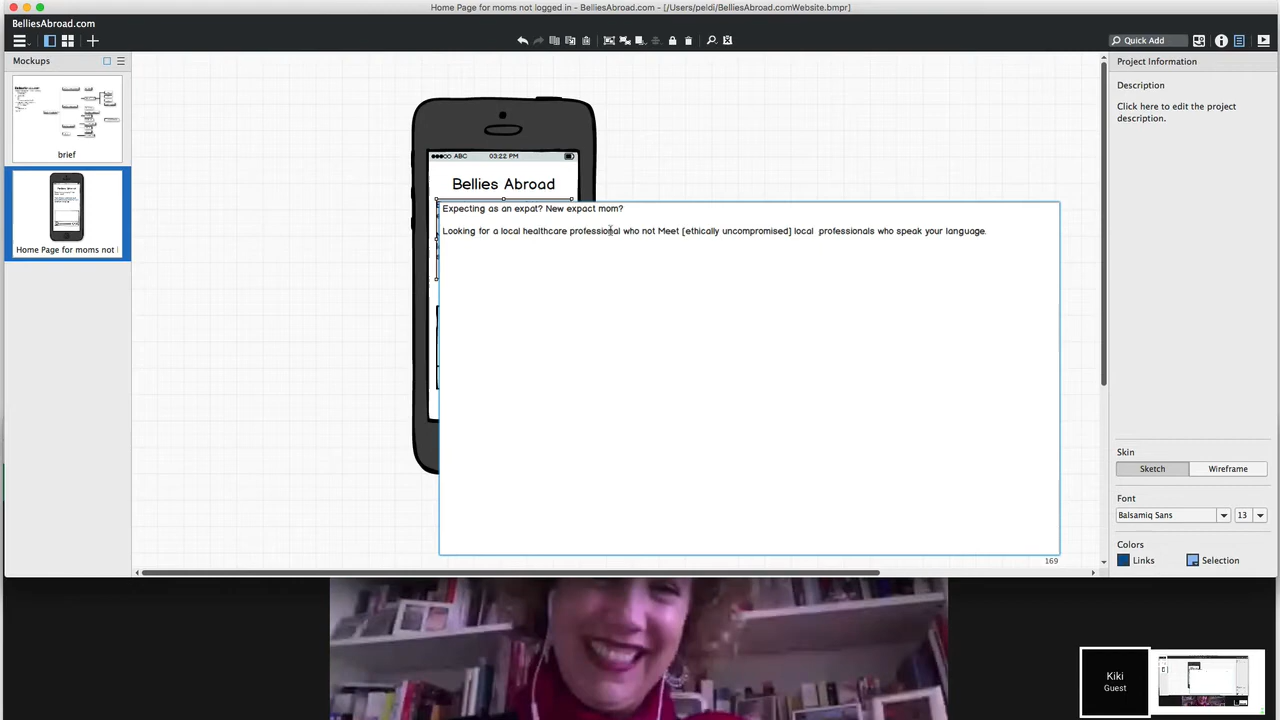 Home Page for moms not logged in - BelliesAbroad.com - [/Users/peldi/BelliesAbroad.comWebsite.bmpr]
BelliesAbroad.com
Quick Add
Mockups
Project Information
Description
Click here to edit the project
description.
brief
Home Page for moms not l
ABC 03:22 PM
Bellies Abroad
Expecting as an expat? New expact mom?
Looking for a local healthcare professional who not Meet [ethically uncompromised] local professionals who speak your language.
169
Skin
Sketch Wireframe
Font
Balsamiq Sans 13
Colors
Links Selection
Kiki
Guest